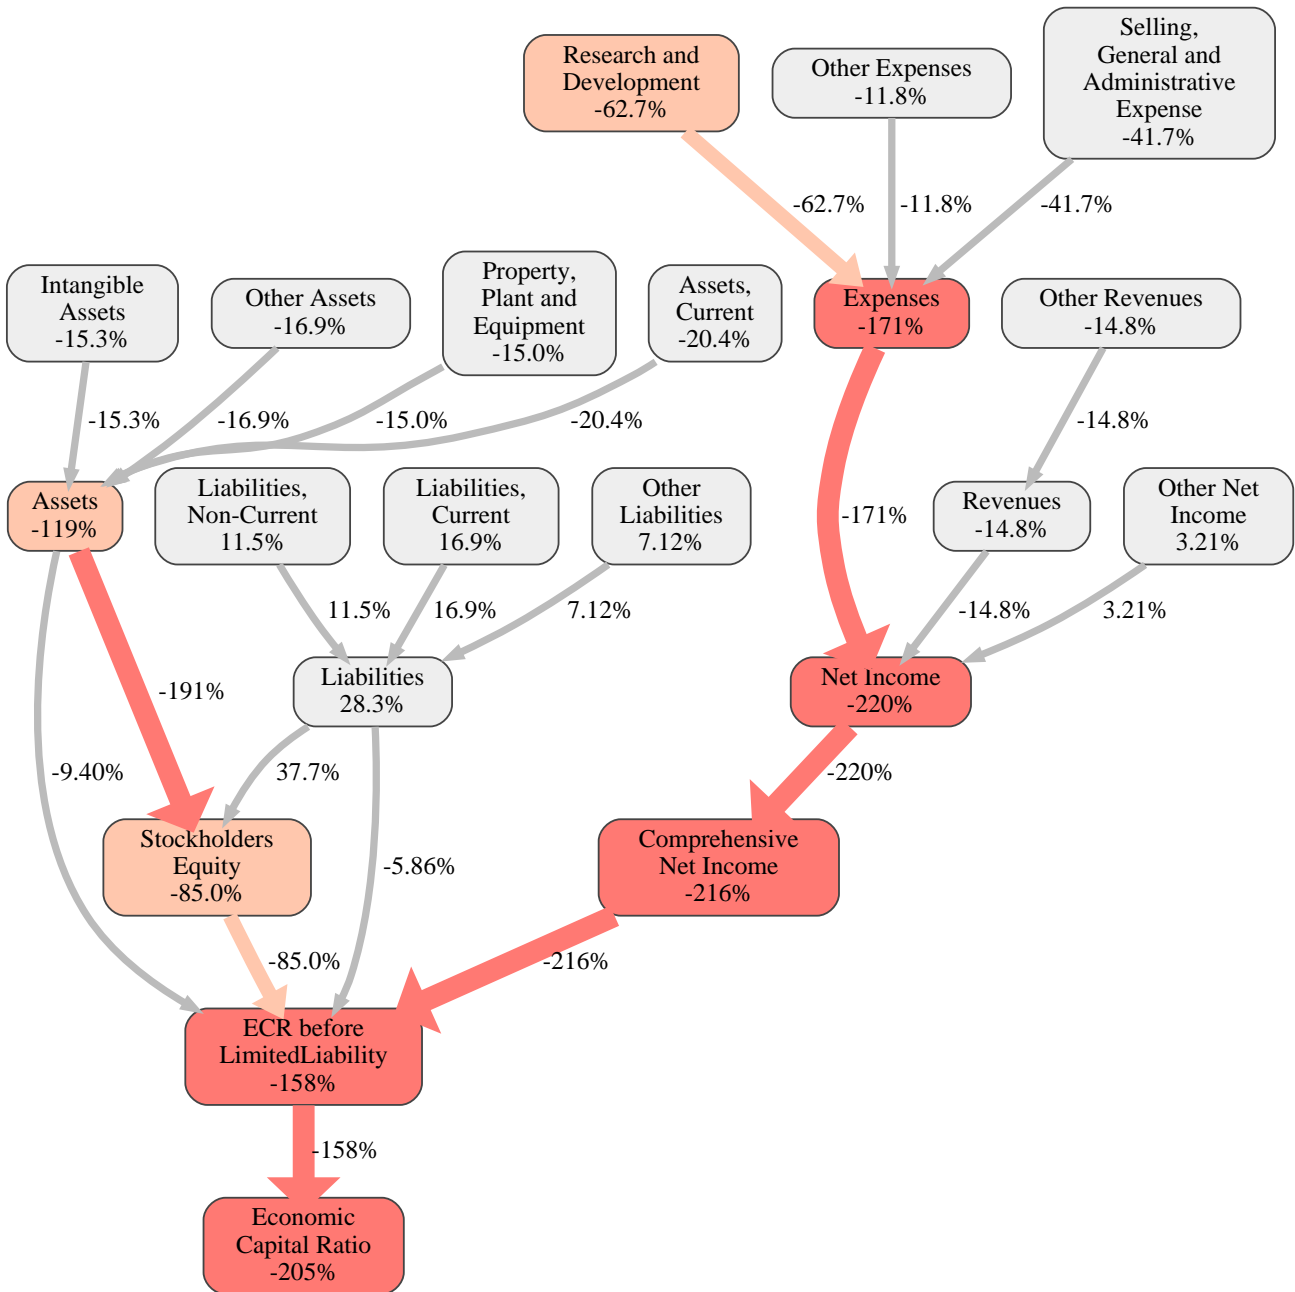 Research and
Development
-62.7%
Other Expenses
-11.8%
Selling,
General and
Administrative
Expense
-41.7%
-62.7%
-11.8%
-41.7%
Intangible
Assets
-15.3%
Other Assets
-16.9%
Property,
Plant and
Equipment
-15.0%
Assets,
Current
-20.4%
Expenses
-171%
Other Revenues
-14.8%
-15.3%
-16.9%
-15.0%
-20.4%
-14.8%
Assets
-119%
Liabilities,
Non-Current
11.5%
Liabilities,
Current
16.9%
Other
Liabilities
7.12%
-171%
Revenues
-14.8%
Other Net
Income
3.21%
11.5%
16.9%
7.12%
-14.8%
3.21%
-191%
Liabilities
28.3%
Net Income
-220%
-9.40%
37.7%
-220%
Stockholders
Equity
-85.0%
-5.86%
Comprehensive
Net Income
-216%
-85.0%
-216%
ECR before
LimitedLiability
-158%
-158%
Economic
Capital Ratio
-205%